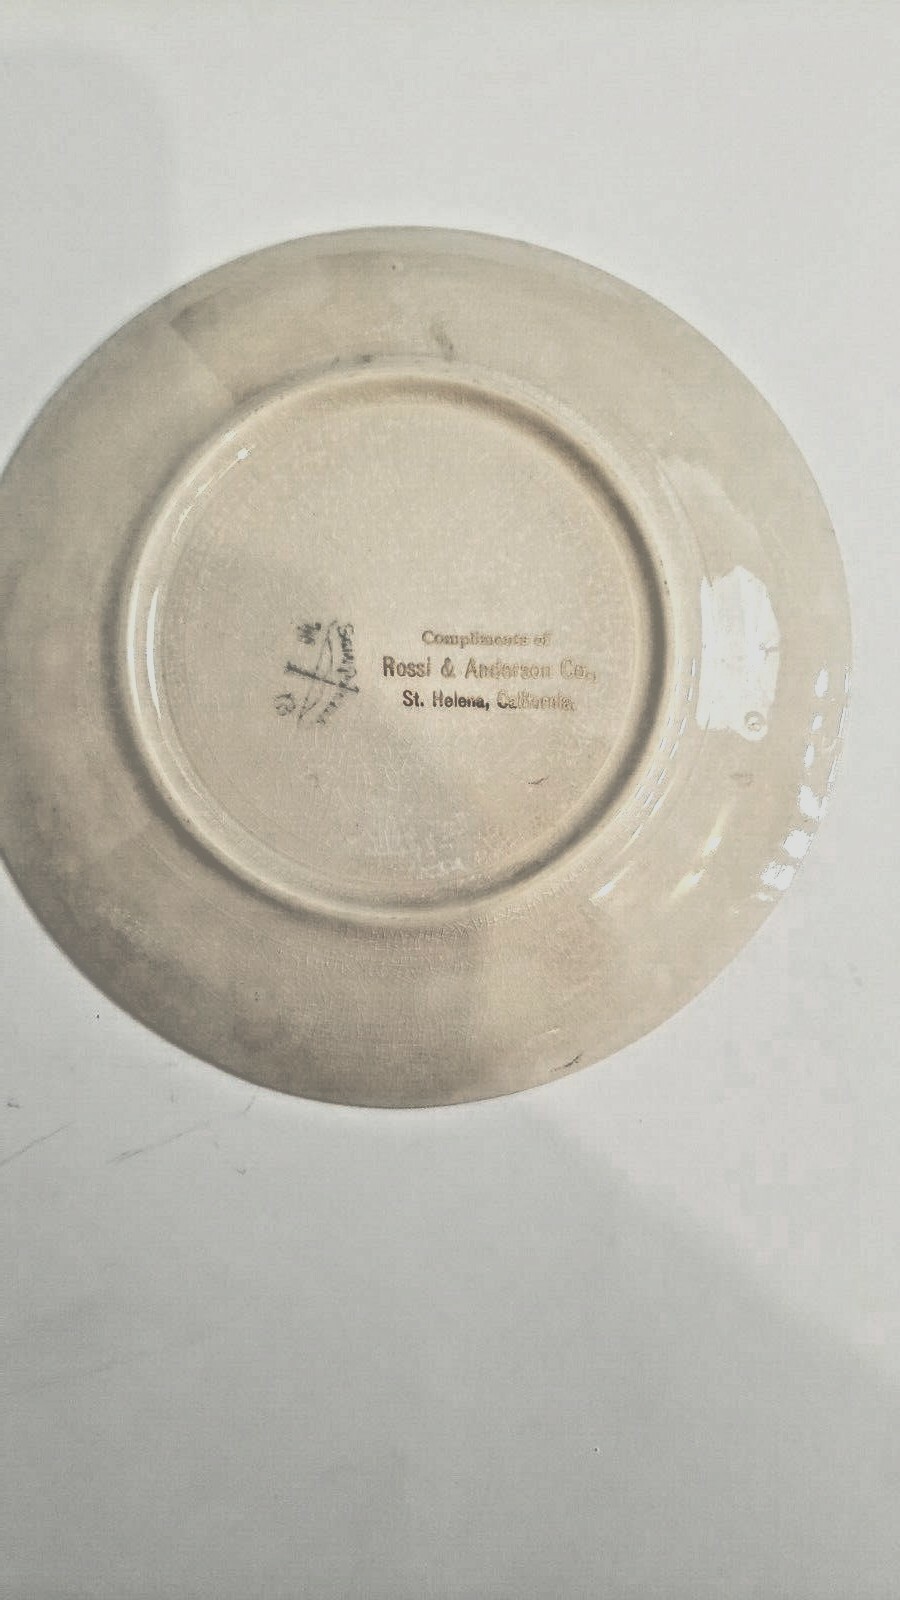 Compliments of
Rossi & Anderson Co.,
St. Helena, California.